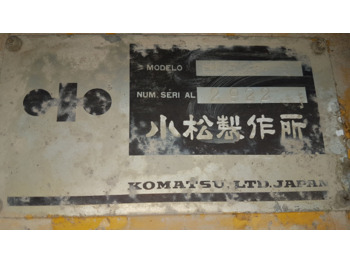 MODELO
NUM. SERI AL
小松製作所
KOMATSU, LTD. JAPAN